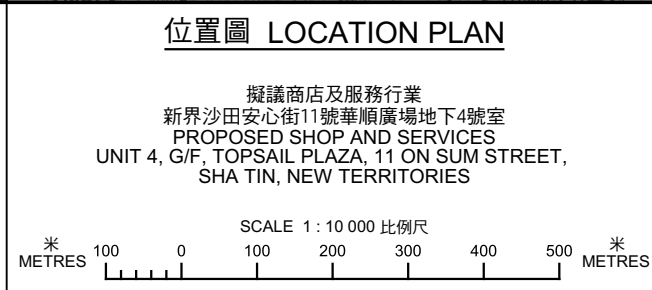 位置圖 LOCATION PLAN
擬議商店及服務行業
新界沙田安心街11號華順廣場地下4號室
PROPOSED SHOP AND SERVICES
UNIT 4, G/F, TOPSAIL PLAZA, 11 ON SUM STREET,
SHA TIN, NEW TERRITORIES
SCALE 1 : 10 000 比例尺
米 METRES 100 0 100 200 300 400 500 米 METRES